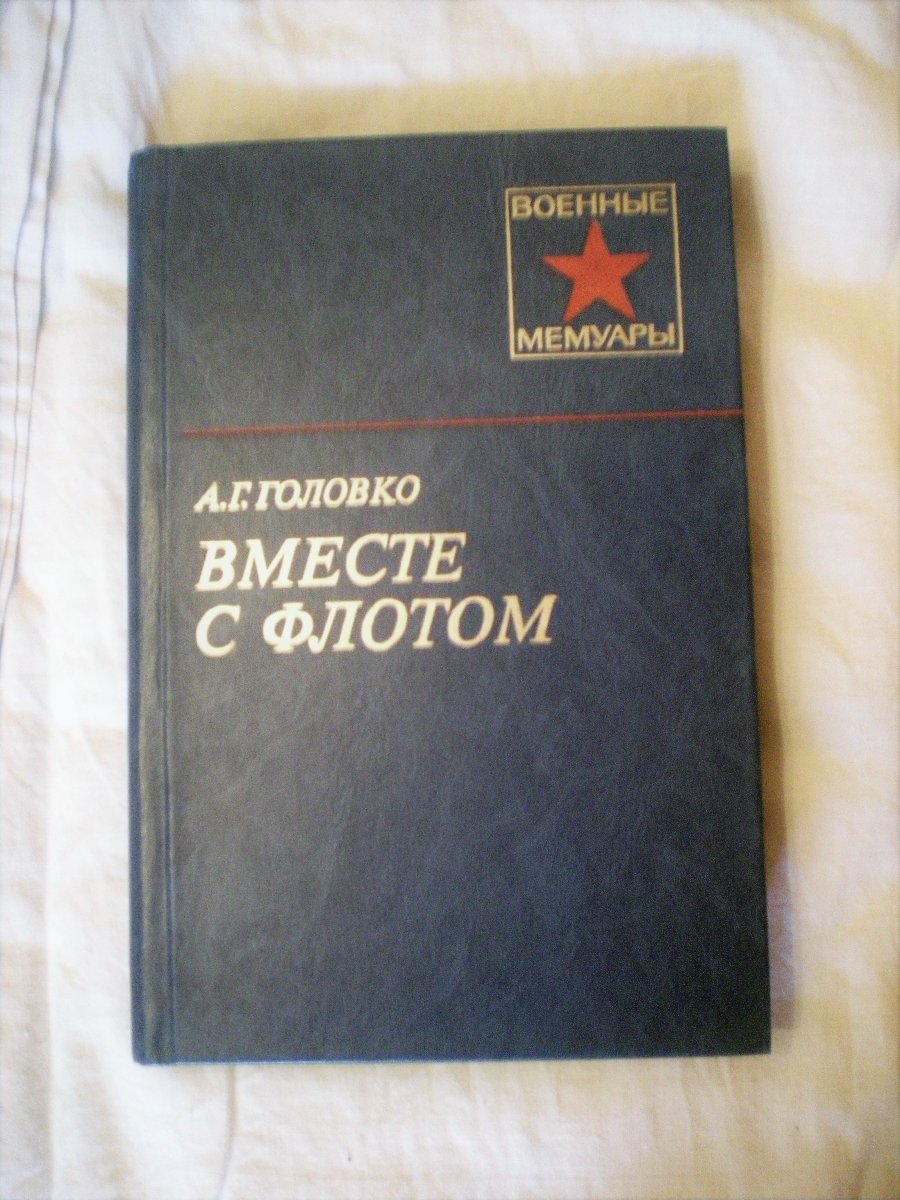 ВОЕННЫЕ
МЕМУАРЫ
А.Г. ГОЛОВКО
ВМЕСТЕ
С ФЛОТОМ